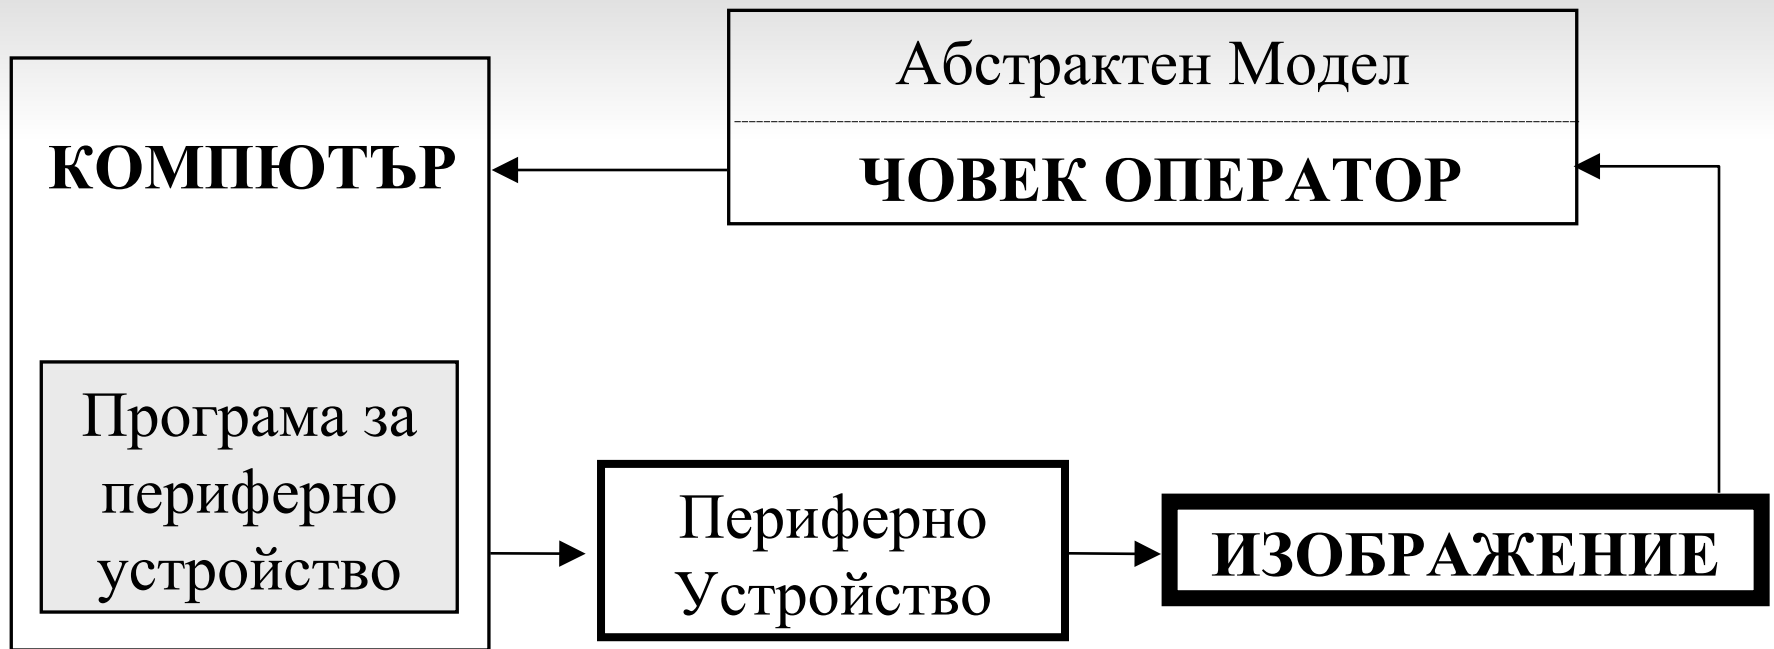 Абстрактен Модел
ЧОВЕК ОПЕРАТОР
КОМПЮТЪР
Програма за
периферно
устройство
Периферно
Устройство
ИЗОБРАЖЕНИЕ